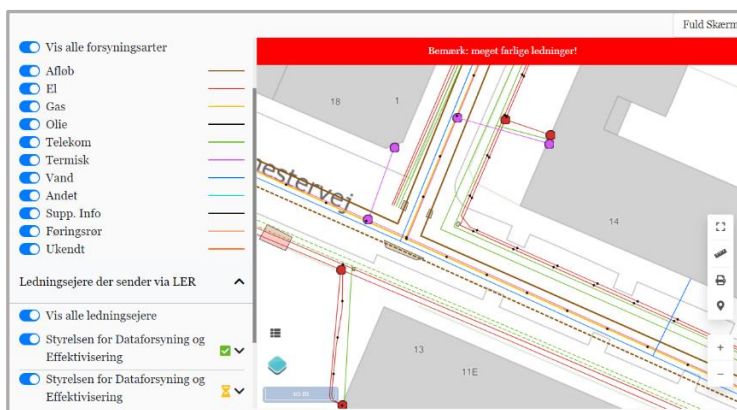 Fuld Skærm
Vis alle forsyningsarter
Bemærk: meget farlige ledninger!
Afløb
El
Gas
Olie
Telekom
Termisk
Vand
Andet
Supp. Info
Føringsrør
Ukendt
Ledningsejere der sender via LER
Vis alle ledningsejere
Styrelsen for Dataforsyning og
Effektivisering
Styrelsen for Dataforsyning og
Effektivisering
18
1
mestervej
14
13
11E
10 m